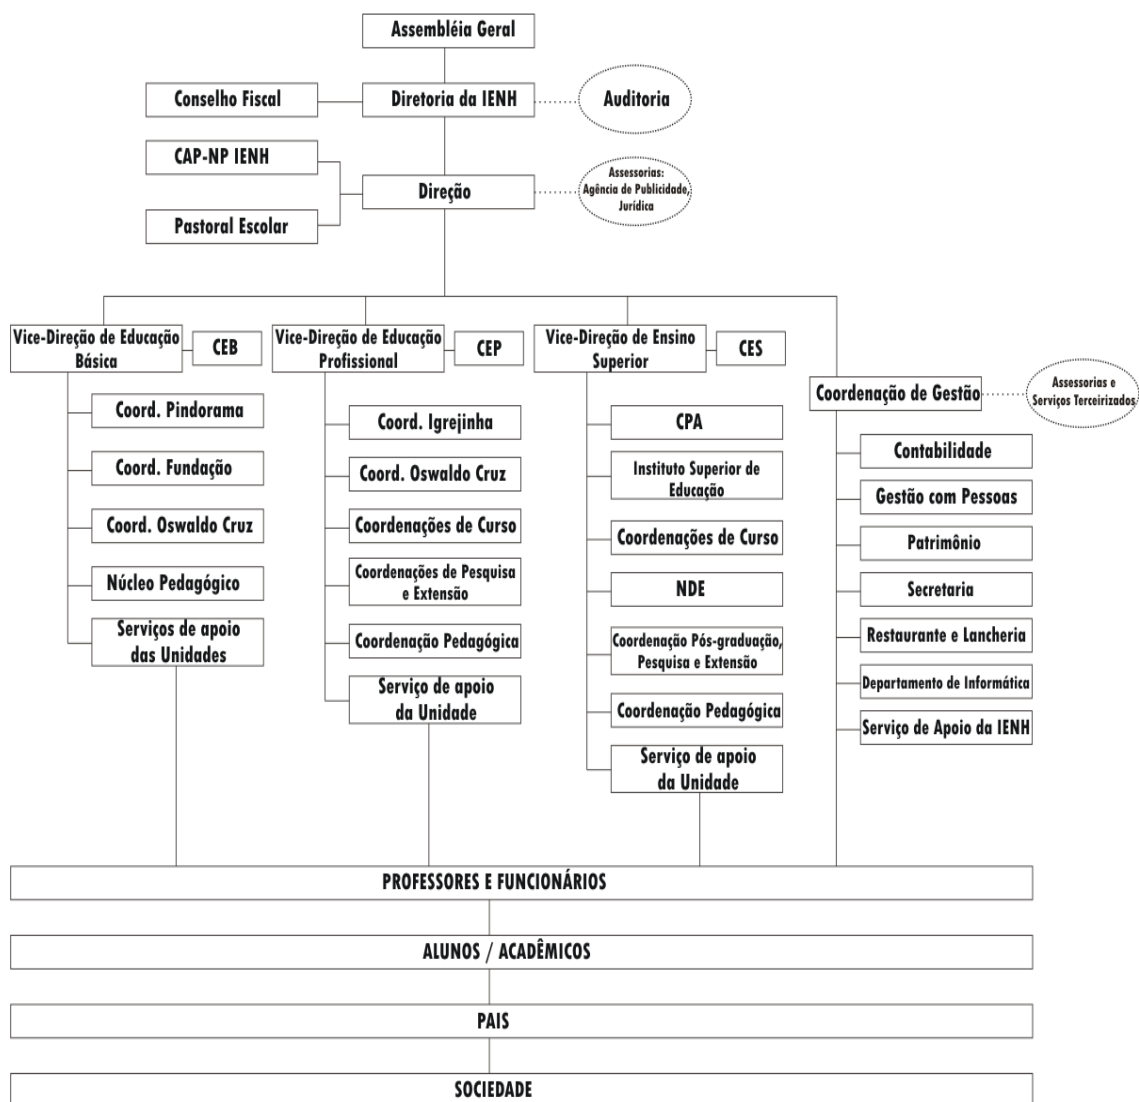 Assembléia Geral
Conselho Fiscal
Diretoria da IENH
Auditoria
CAP-NP IENH
Direção
Assessorias:
Agência de Publicidade,
Jurídica
Pastoral Escolar
Vice-Direção de Educação
Básica
CEB
Vice-Direção de Educação
Profissional
CEP
Vice-Direção de Ensino
Superior
CES
Coordenação de Gestão
Assessorias e
Serviços Terceirizados
Coord. Pindorama
Coord. Fundação
Coord. Oswaldo Cruz
Núcleo Pedagógico
Serviços de apoio
das Unidades
Coord. Igrejinha
Coord. Oswaldo Cruz
Coordenações de Curso
Coordenações de Pesquisa
e Extensão
Coordenação Pedagógica
Serviço de apoio
da Unidade
CPA
Instituto Superior de
Educação
Coordenações de Curso
NDE
Coordenação Pós-graduação,
Pesquisa e Extensão
Coordenação Pedagógica
Serviço de apoio
da Unidade
Contabilidade
Gestão com Pessoas
Patrimônio
Secretaria
Restaurante e Lancheria
Departamento de Informática
Serviço de Apoio da IENH
PROFESSORES E FUNCIONÁRIOS
ALUNOS / ACADÊMICOS
PAIS
SOCIEDADE